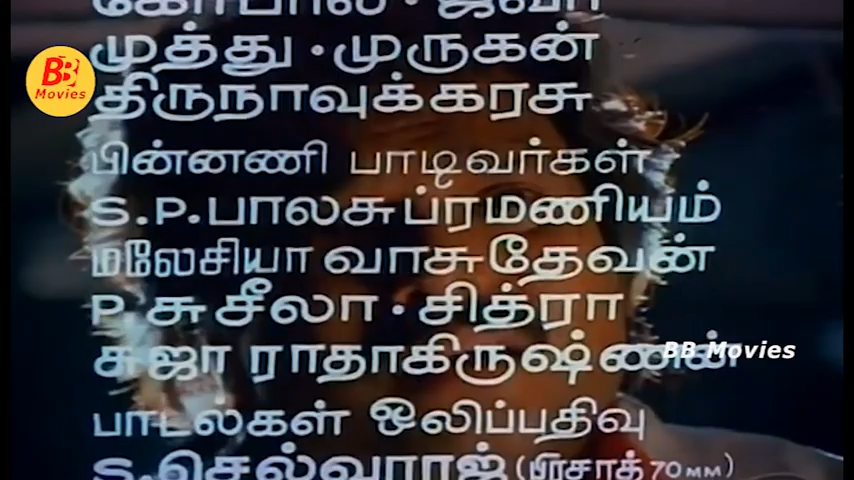 கோபால் • ஜீவா
முத்து • முருகன்
திருநாவுக்கரசு
BB
Movies
பின்னணி பாடிவர்கள்
S.P.பாலசுப்ரமணியம்
மலேசியா வாசுதேவன்
P சுசீலா • சித்ரா
சுஜா ராதாகிருஷ்ணன்
BB Movies
பாடல்கள் ஒலிப்பதிவு
S.செல்வராஜ் (பிரசாத் 70MM)